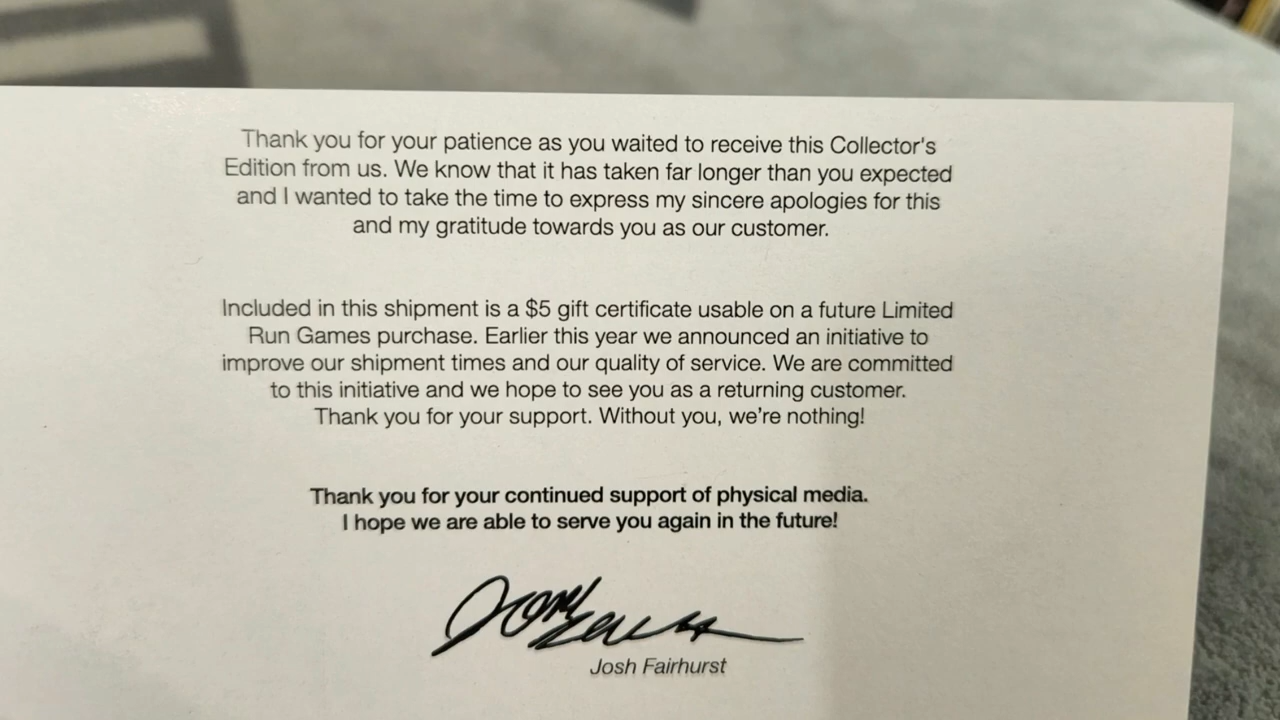 Thank you for your patience as you waited to receive this Collector's
Edition from us. We know that it has taken far longer than you expected
and I wanted to take the time to express my sincere apologies for this
and my gratitude towards you as our customer.
Included in this shipment is a $5 gift certificate usable on a future Limited
Run Games purchase. Earlier this year we announced an initiative to
improve our shipment times and our quality of service. We are committed
to this initiative and we hope to see you as a returning customer.
Thank you for your support. Without you, we’re nothing!
Thank you for your continued support of physical media.
I hope we are able to serve you again in the future!
Josh Fairhurst